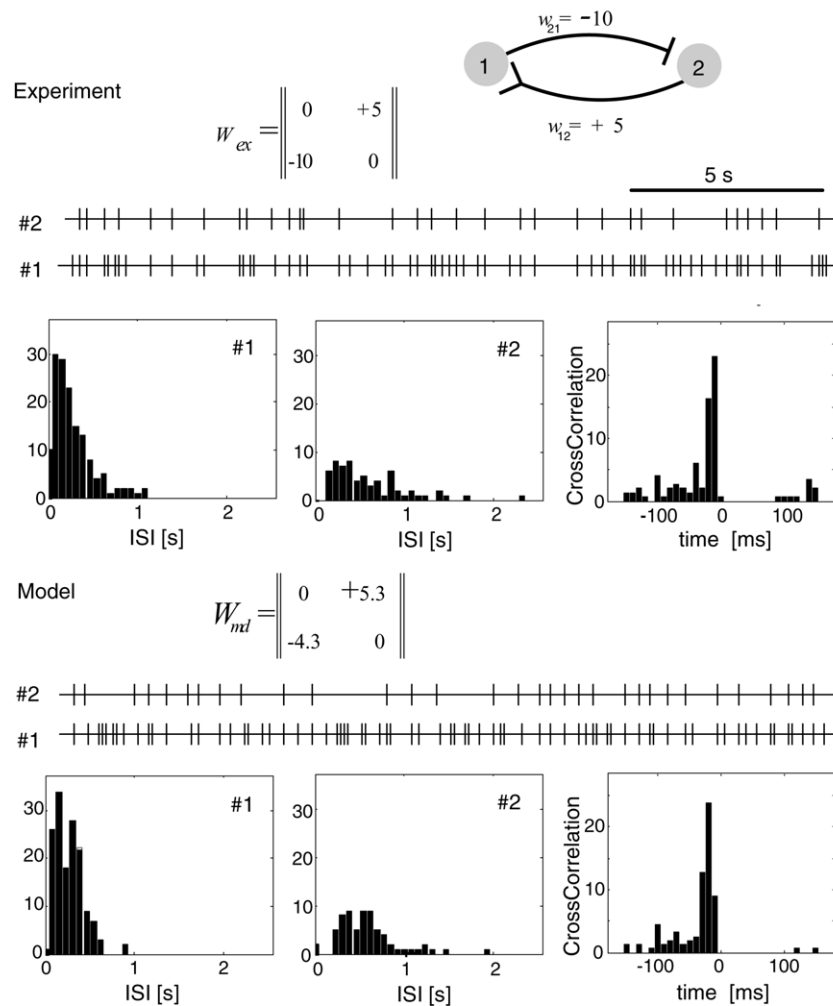 w21= -10
1
2
w12= + 5
Experiment
Wex =
0 +5
-10 0
5 s
#2
#1
30
20
10
0
#1
0 1 2
ISI [s]
30
20
10
0
#2
0 1 2
ISI [s]
CrossCorrelation
20
10
0
-100 0 100
time [ms]
Model
Wmd =
0 +5.3
-4.3 0
#2
#1
30
20
10
0
#1
0 1 2
ISI [s]
30
20
10
0
#2
0 1 2
ISI [s]
CrossCorrelation
20
10
0
-100 0 100
time [ms]